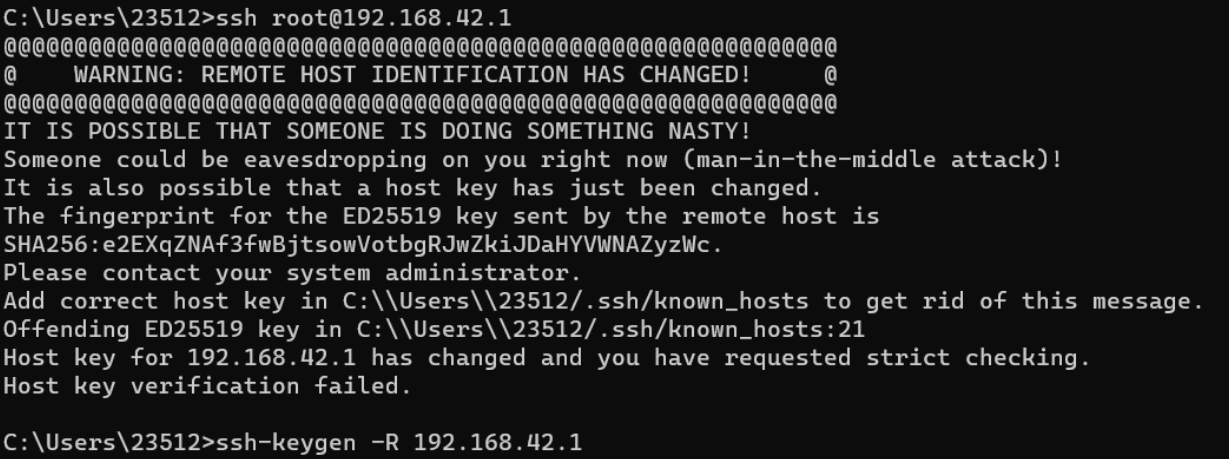 C:\Users\23512>ssh root@192.168.42.1
@@@@@@@@@@@@@@@@@@@@@@@@@@@@@@@@@@@@@@@@@@@@@@@@@@@@@@@@@@@
@    WARNING: REMOTE HOST IDENTIFICATION HAS CHANGED!     @
@@@@@@@@@@@@@@@@@@@@@@@@@@@@@@@@@@@@@@@@@@@@@@@@@@@@@@@@@@@
IT IS POSSIBLE THAT SOMEONE IS DOING SOMETHING NASTY!
Someone could be eavesdropping on you right now (man-in-the-middle attack)!
It is also possible that a host key has just been changed.
The fingerprint for the ED25519 key sent by the remote host is
SHA256:e2EXqZNAf3fwBjtsowVotbgRJwZkiJDaHYVWNAZyzWc.
Please contact your system administrator.
Add correct host key in C:\\Users\\23512/.ssh/known_hosts to get rid of this message.
Offending ED25519 key in C:\\Users\\23512/.ssh/known_hosts:21
Host key for 192.168.42.1 has changed and you have requested strict checking.
Host key verification failed.
C:\Users\23512>ssh-keygen -R 192.168.42.1